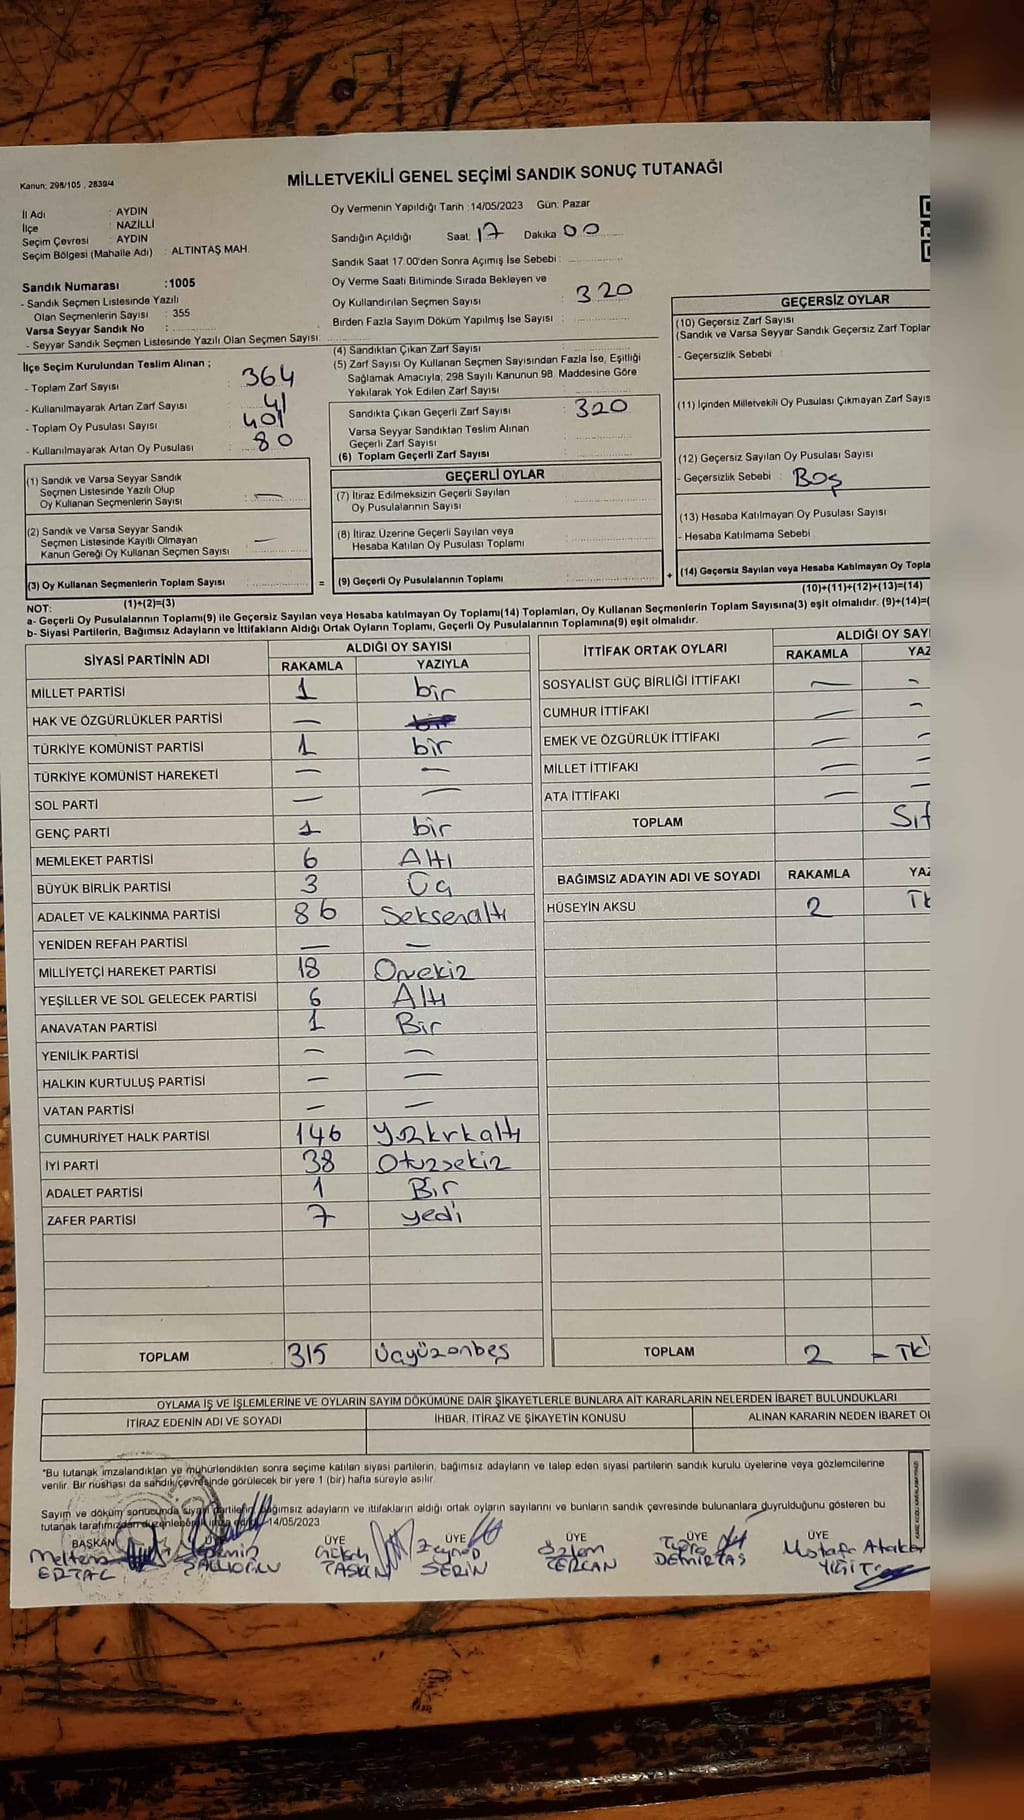 Kanun; 298/105 , 2839/4
MİLLETVEKİLİ GENEL SEÇİMİ SANDIK SONUÇ TUTANAĞI
İl Adı : AYDIN
İlçe : NAZİLLİ
Seçim Çevresi : AYDIN
Seçim Bölgesi (Mahalle Adı) : ALTINTAŞ MAH.
Sandık Numarası :1005
- Sandık Seçmen Listesinde Yazılı
Olan Seçmenlerin Sayısı : 355
Varsa Seyyar Sandık No :
- Seyyar Sandık Seçmen Listesinde Yazılı Olan Seçmen Sayısı:
Oy Vermenin Yapıldığı Tarih :14/05/2023 Gün: Pazar
Sandığın Açıldığı Saat: 17 Dakika 00
Sandık Saat 17:00'den Sonra Açımış İse Sebebi:
Oy Verme Saati Bitiminde Sırada Bekleyen ve
Oy Kullandırılan Seçmen Sayısı : 320
Birden Fazla Sayım Döküm Yapılmış İse Sayısı :
İlçe Seçim Kurulundan Teslim Alınan ;
- Toplam Zarf Sayısı : 364
- Kullanılmayarak Artan Zarf Sayısı : 41
- Toplam Oy Pusulası Sayısı : 401
- Kullanılmayarak Artan Oy Pusulası : 80
(4) Sandıktan Çıkan Zarf Sayısı :
(5) Zarf Sayısı Oy Kullanan Seçmen Sayısından Fazla İse, Eşitliği
Sağlamak Amacıyla; 298 Sayılı Kanunun 98. Maddesine Göre
Yakılarak Yok Edilen Zarf Sayısı :
Sandıkta Çıkan Geçerli Zarf Sayısı : 320
Varsa Seyyar Sandıktan Teslim Alınan
Geçerli Zarf Sayısı
(6) Toplam Geçerli Zarf Sayısı :
GEÇERSİZ OYLAR
(10) Geçersiz Zarf Sayısı
(Sandık ve Varsa Seyyar Sandık Geçersiz Zarf Toplar
- Geçersizlik Sebebi :
(11) İçinden Milletvekili Oy Pusulası Çıkmayan Zarf Sayıs
(12) Geçersiz Sayılan Oy Pusulası Sayısı
- Geçersizlik Sebebi : Boş
(13) Hesaba Katılmayan Oy Pusulası Sayısı
- Hesaba Katılmama Sebebi
(14) Geçersiz Sayılan veya Hesaba Katılmayan Oy Topla
(10)+(11)+(12)+(13)=(14)
(1) Sandık ve Varsa Seyyar Sandık
Seçmen Listesinde Yazılı Olup
Oy Kullanan Seçmenlerin Sayısı : —
(2) Sandık ve Varsa Seyyar Sandık
Seçmen Listesinde Kayıtlı Olmayan
Kanun Gereği Oy Kullanan Seçmen Sayısı : —
(3) Oy Kullanan Seçmenlerin Toplam Sayısı :
(1)+(2)=(3)
GEÇERLİ OYLAR
(7) İtiraz Edilmeksizin Geçerli Sayılan
Oy Pusulalarının Sayısı :
(8) İtiraz Üzerine Geçerli Sayılan veya
Hesaba Katılan Oy Pusulası Toplamı :
= (9) Geçerli Oy Pusulalarının Toplamı : +
NOT:
a- Geçerli Oy Pusulalarının Toplamı(9) ile Geçersiz Sayılan veya Hesaba katılmayan Oy Toplamı(14) Toplamları, Oy Kullanan Seçmenlerin Toplam Sayısına(3) eşit olmalıdır. (9)+(14)=(
b- Siyasi Partilerin, Bağımsız Adayların ve İttifakların Aldığı Ortak Oyların Toplamı, Geçerli Oy Pusulalarının Toplamına(9) eşit olmalıdır.
SİYASİ PARTİNİN ADI ALDIĞI OY SAYISI
RAKAMLA YAZIYLA
MİLLET PARTİSİ 1 bir
HAK VE ÖZGÜRLÜKLER PARTİSİ —
TÜRKİYE KOMÜNİST PARTİSİ 1 bir
TÜRKİYE KOMÜNİST HAREKETİ — —
SOL PARTİ — —
GENÇ PARTİ 1 bir
MEMLEKET PARTİSİ 6 Altı
BÜYÜK BİRLİK PARTİSİ 3 Üç
ADALET VE KALKINMA PARTİSİ 86 Seksenaltı
YENİDEN REFAH PARTİSİ — —
MİLLİYETÇİ HAREKET PARTİSİ 18 Onsekiz
YEŞİLLER VE SOL GELECEK PARTİSİ 6 Altı
ANAVATAN PARTİSİ 1 Bir
YENİLİK PARTİSİ — —
HALKIN KURTULUŞ PARTİSİ — —
VATAN PARTİSİ — —
CUMHURİYET HALK PARTİSİ 146 Yüzkırkaltı
İYİ PARTİ 38 Otuzsekiz
ADALET PARTİSİ 1 Bir
ZAFER PARTİSİ 7 yedi
TOPLAM 315 Üçyüzonbeş
İTTİFAK ORTAK OYLARI ALDIĞI OY SAYI
RAKAMLA YAZ
SOSYALİST GÜÇ BİRLİĞİ İTTİFAKI — –
CUMHUR İTTİFAKI — –
EMEK VE ÖZGÜRLÜK İTTİFAKI — –
MİLLET İTTİFAKI — –
ATA İTTİFAKI — –
TOPLAM Sıf
BAĞIMSIZ ADAYIN ADI VE SOYADI RAKAMLA YAZ
HÜSEYİN AKSU 2 İk
TOPLAM 2 – İki
OYLAMA İŞ VE İŞLEMLERİNE VE OYLARIN SAYIM DÖKÜMÜNE DAİR ŞİKAYETLERLE BUNLARA AİT KARARLARIN NELERDEN İBARET BULUNDUKLARI
İTİRAZ EDENİN ADI VE SOYADI İHBAR, İTİRAZ VE ŞİKAYETİN KONUSU ALINAN KARARIN NEDEN İBARET OL
*Bu tutanak imzalandıktan ve mühürlendikten sonra seçime katılan siyasi partilerin, bağımsız adayların ve talep eden siyasi partilerin sandık kurulu üyelerine veya gözlemcilerine
verilir. Bir nüshası da sandık çevresinde görülecek bir yere 1 (bir) hafta süreyle asılır.
Sayım ve döküm sonucunda siyasi partilerin, bağımsız adayların ve ittifakların aldığı ortak oyların sayılarını ve bunların sandık çevresinde bulunanlara duyrulduğunu gösteren bu
tutanak tarafımızdan düzenlenerek 14/05/2023
BAŞKAN ÜYE ÜYE ÜYE ÜYE ÜYE
Meltem Gökch Zeynep Özlem Tuğra Mustafa
ERTAÇ TAŞKIN SERİN TERCAN DEMİRTAŞ YİĞİT